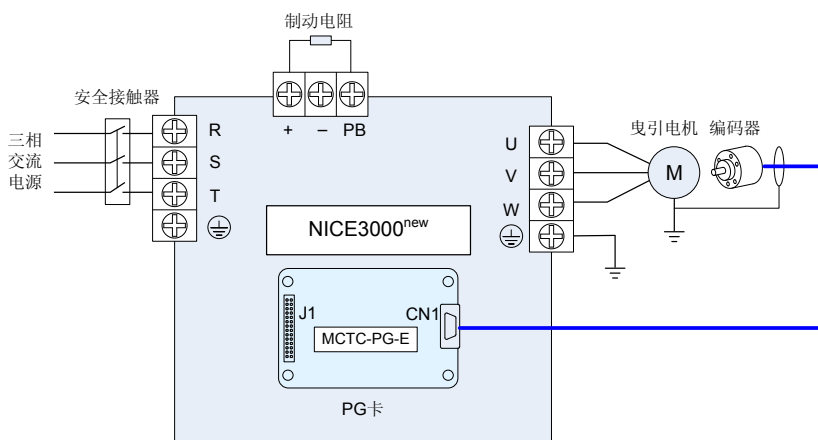 制动电阻
安全接触器
+ – PB
三相
交流
电源
R
S
T
U
V
W
曳引电机 编码器
M
NICE3000new
J1
CN1
MCTC-PG-E
PG卡